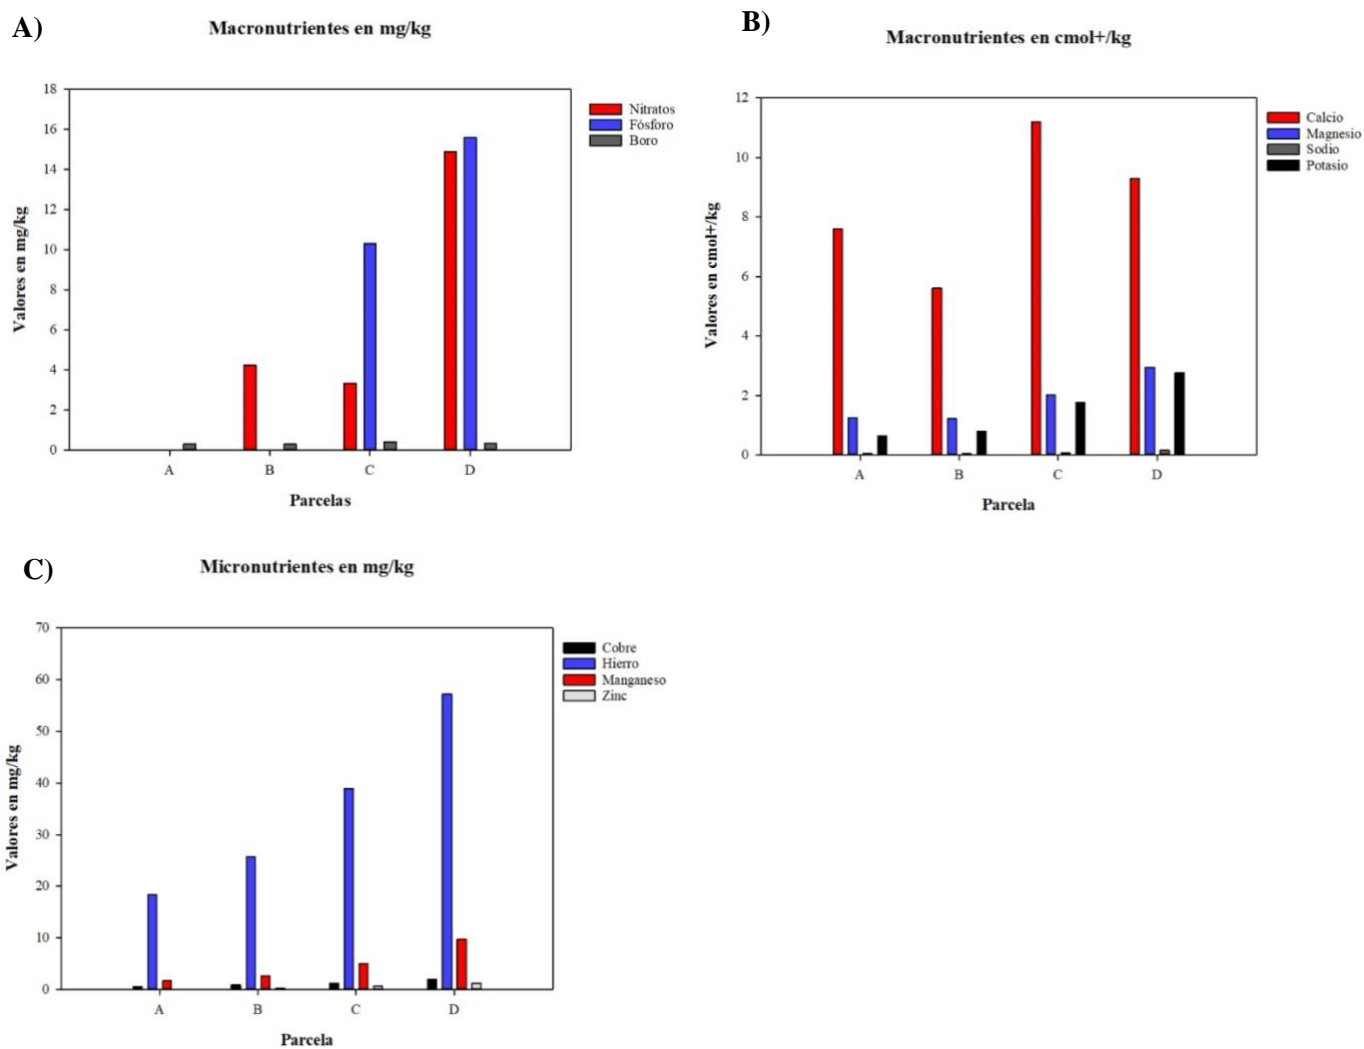 A)
Macronutrientes en mg/kg
18
16
14
12
10
8
6
4
2
0
Valores en mg/kg
A B C D
Parcelas
Nitratos
Fósforo
Boro
B)
Macronutrientes en cmol+/kg
12
10
8
6
4
2
0
Valores en cmol+/kg
A B C D
Parcela
Calcio
Magnesio
Sodio
Potasio
C)
Micronutrientes en mg/kg
70
60
50
40
30
20
10
0
Valores en mg/kg
A B C D
Parcela
Cobre
Hierro
Manganeso
Zinc